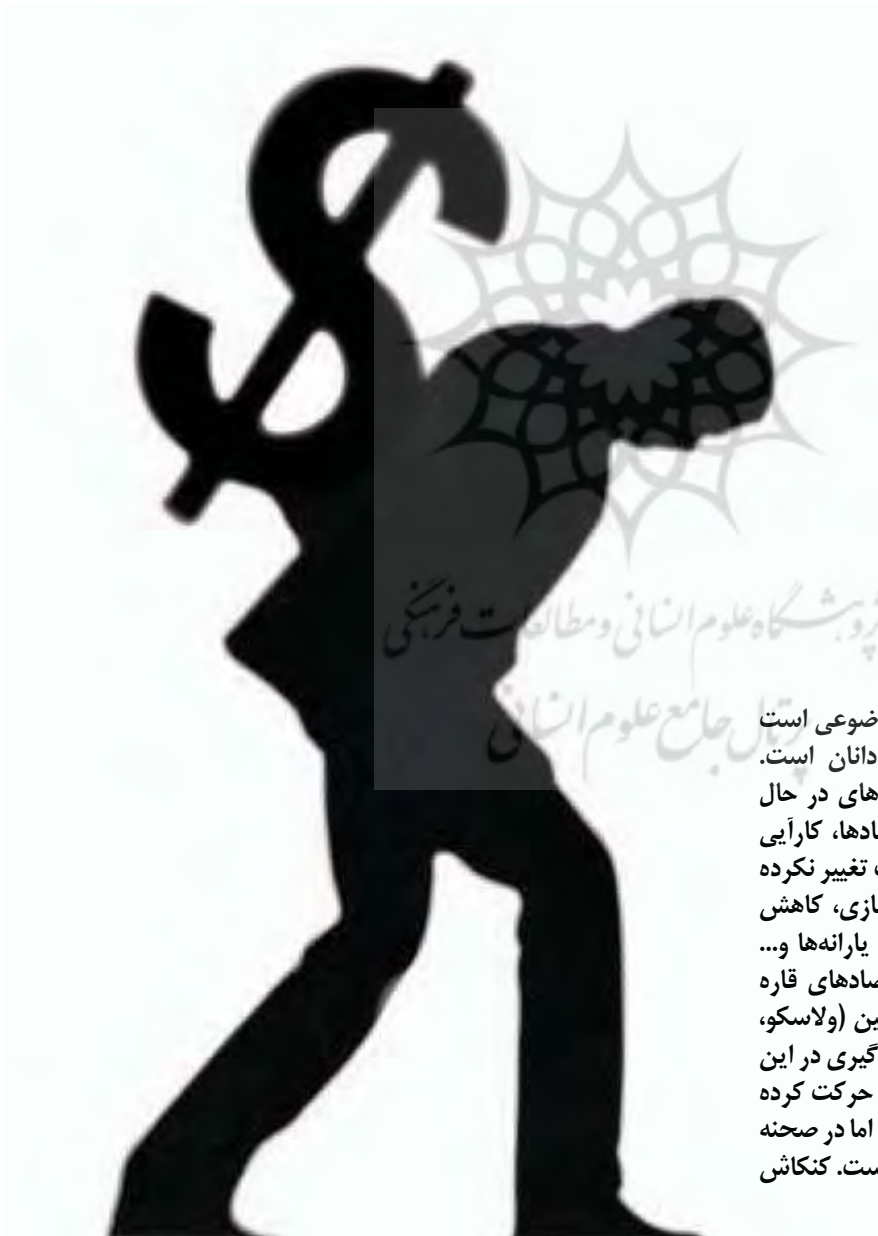 پژوهشگاه علوم انسانی و مطالعات فرهنگی
پرتال جامع علوم انسانی
ضوعی است
دانان است.
های در حال
ادها، کارآیی
تغییر نکرده
ازی، کاهش
یارانه‌ها و...
صادهای قاره
ین (ولاسکو،
گیری در این
حرکت کرده
اما در صحنه
ست. کنکاش